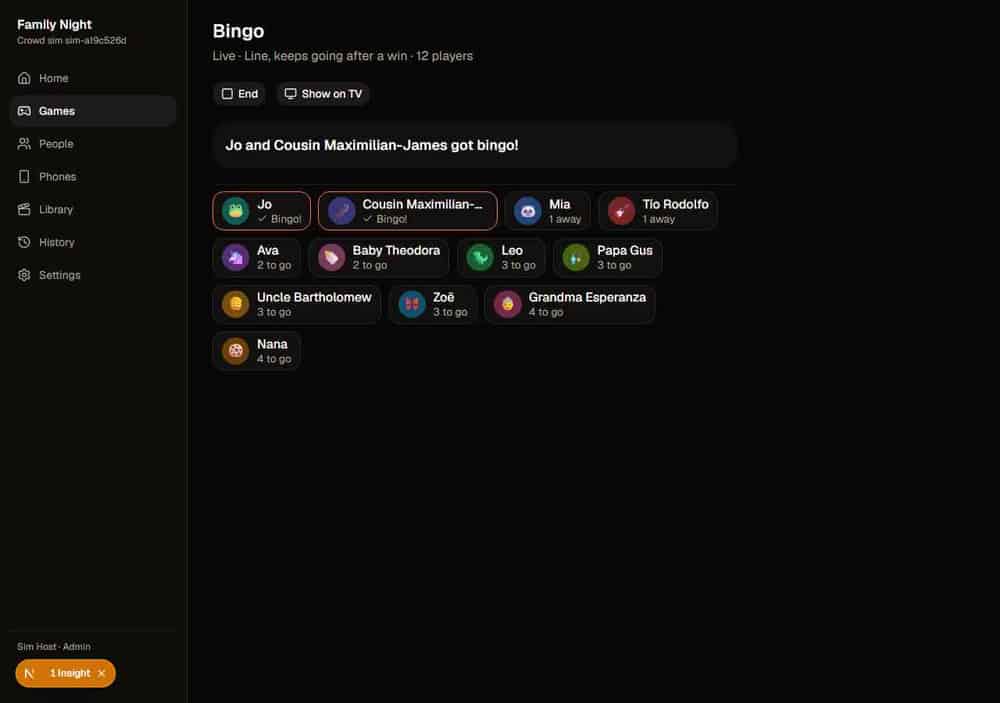 Family Night
Crowd sim sim-a19c526d
Home
Games
People
Phones
Library
History
Settings
Sim Host · Admin
1 Insight
Bingo
Live · Line, keeps going after a win · 12 players
End
Show on TV
Jo and Cousin Maximilian-James got bingo!
Jo
Bingo!
Cousin Maximilian-...
Bingo!
Mia
1 away
Tío Rodolfo
1 away
Ava
2 to go
Baby Theodora
2 to go
Leo
3 to go
Papa Gus
3 to go
Uncle Bartholomew
3 to go
Zoë
3 to go
Grandma Esperanza
4 to go
Nana
4 to go